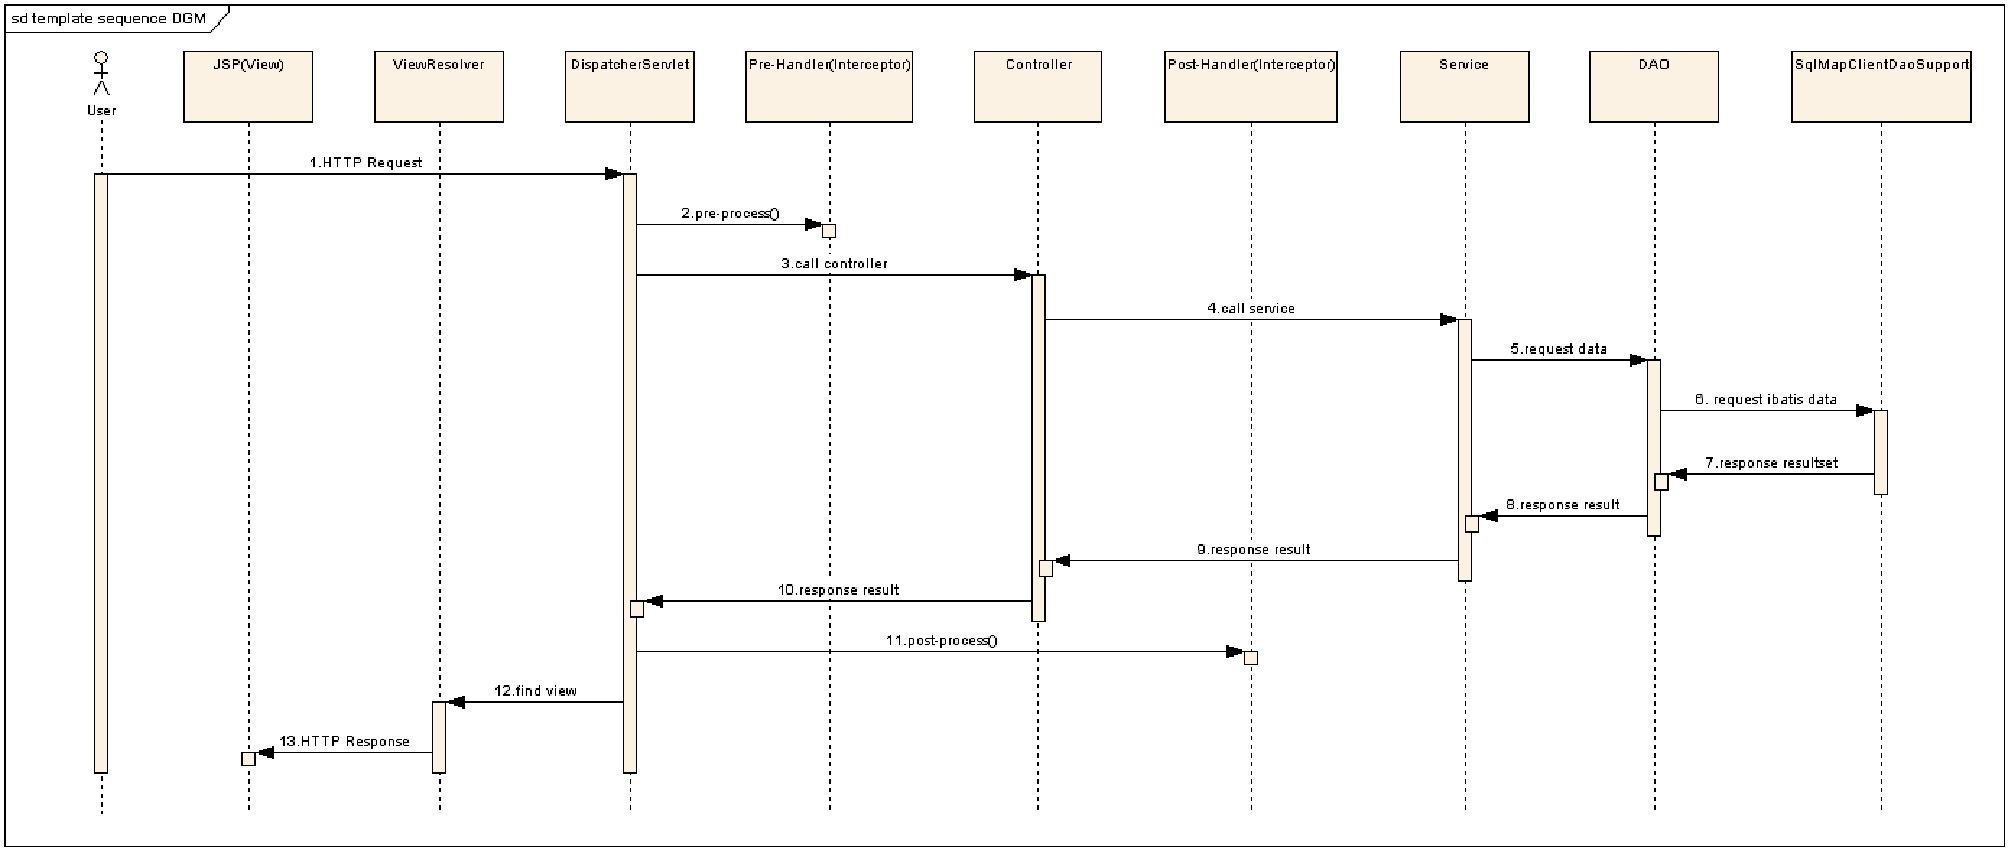 sd template sequence DGM
User
JSP(View)
ViewResolver
DispatcherServlet
Pre-Handler(Interceptor)
Controller
Post-Handler(Interceptor)
Service
DAO
SqlMapClientDaoSupport
1.HTTP Request
2.pre-process()
3.call controller
4.call service
5.request data
6. request ibatis data
7.response resultset
8.response result
9.response result
10.response result
11.post-process()
12.find view
13.HTTP Response